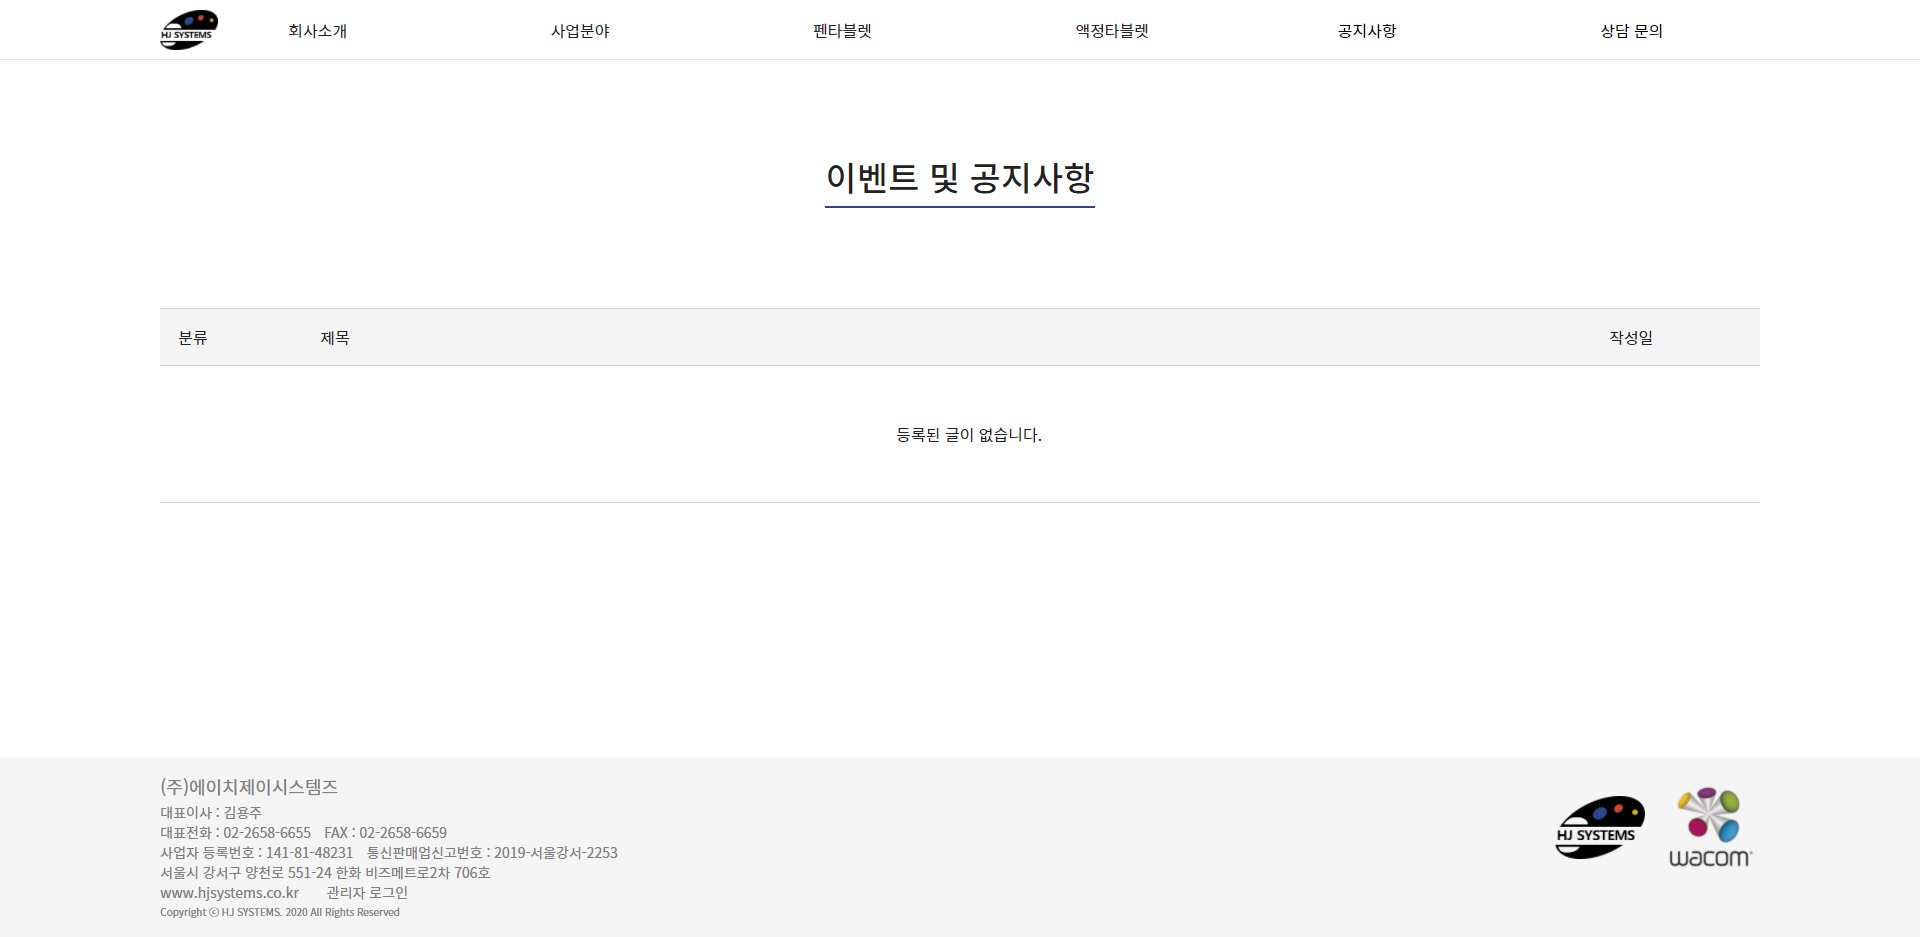 HJ SYSTEMS 회사소개 사업분야 펜타블렛 액정타블렛 공지사항 상담 문의
이벤트 및 공지사항
분류 제목 작성일
등록된 글이 없습니다.
(주)에이치제이시스템즈
대표이사 : 김용주
대표전화 : 02-2658-6655 FAX : 02-2658-6659
사업자 등록번호 : 141-81-48231 통신판매업신고번호 : 2019-서울강서-2253
서울시 강서구 양천로 551-24 한화 비즈메트로2차 706호
www.hjsystems.co.kr 관리자 로그인
Copyright ⓒ HJ SYSTEMS. 2020 All Rights Reserved
HJ SYSTEMS
wacom